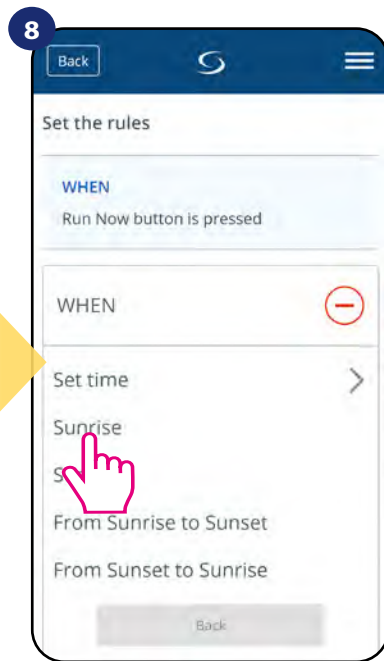 8
Back
Set the rules
WHEN
Run Now button is pressed
WHEN
Set time
Sunrise
From Sunrise to Sunset
From Sunset to Sunrise
Back